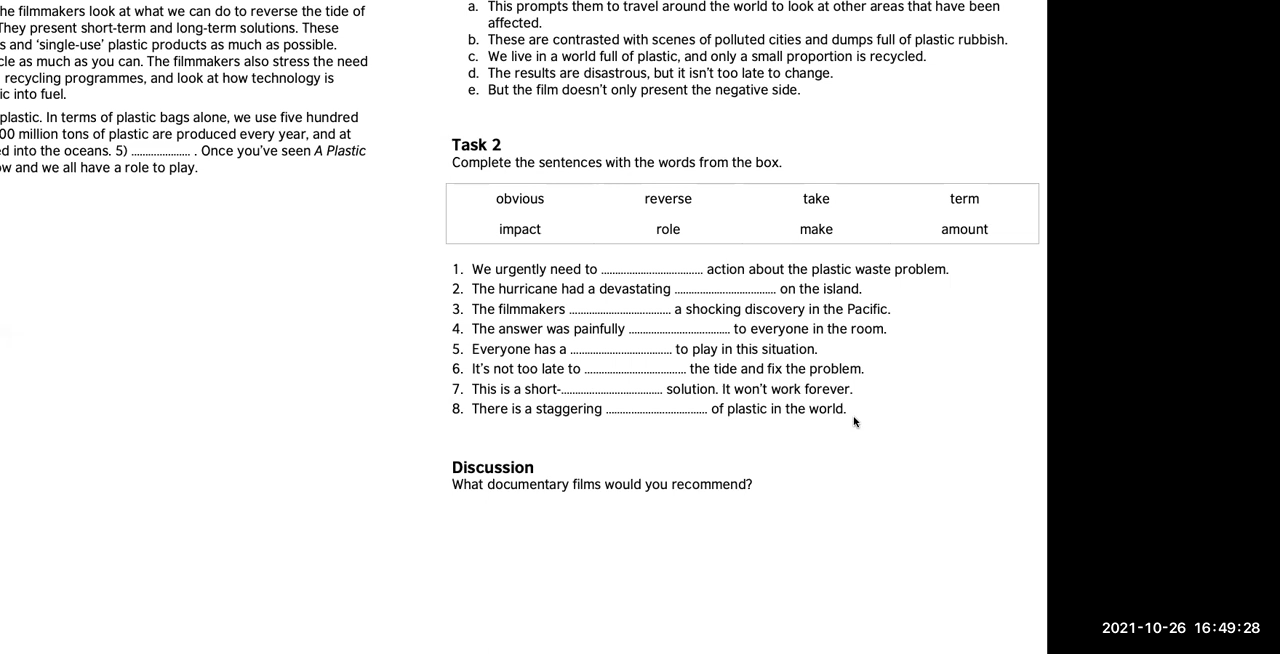 he filmmakers look at what we can do to reverse the tide of
They present short-term and long-term solutions. These
s and ‘single-use’ plastic products as much as possible.
cle as much as you can. The filmmakers also stress the need
recycling programmes, and look at how technology is
ic into fuel.
plastic. In terms of plastic bags alone, we use five hundred
00 million tons of plastic are produced every year, and at
ed into the oceans. 5) .................... . Once you’ve seen A Plastic
ow and we all have a role to play.
a. This prompts them to travel around the world to look at other areas that have been
affected.
b. These are contrasted with scenes of polluted cities and dumps full of plastic rubbish.
c. We live in a world full of plastic, and only a small proportion is recycled.
d. The results are disastrous, but it isn’t too late to change.
e. But the film doesn’t only present the negative side.
Task 2
Complete the sentences with the words from the box.
obvious reverse take term
impact role make amount
1. We urgently need to .................................... action about the plastic waste problem.
2. The hurricane had a devastating .................................... on the island.
3. The filmmakers .................................... a shocking discovery in the Pacific.
4. The answer was painfully .................................... to everyone in the room.
5. Everyone has a .................................... to play in this situation.
6. It’s not too late to .................................... the tide and fix the problem.
7. This is a short-.................................... solution. It won’t work forever.
8. There is a staggering .................................... of plastic in the world.
Discussion
What documentary films would you recommend?
2021-10-26 16:49:28